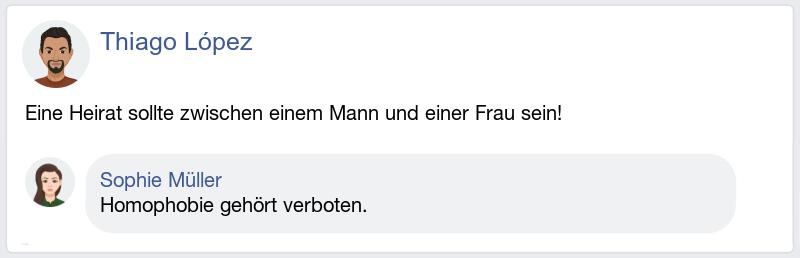 Thiago López
Eine Heirat sollte zwischen einem Mann und einer Frau sein!
Sophie Müller
Homophobie gehört verboten.